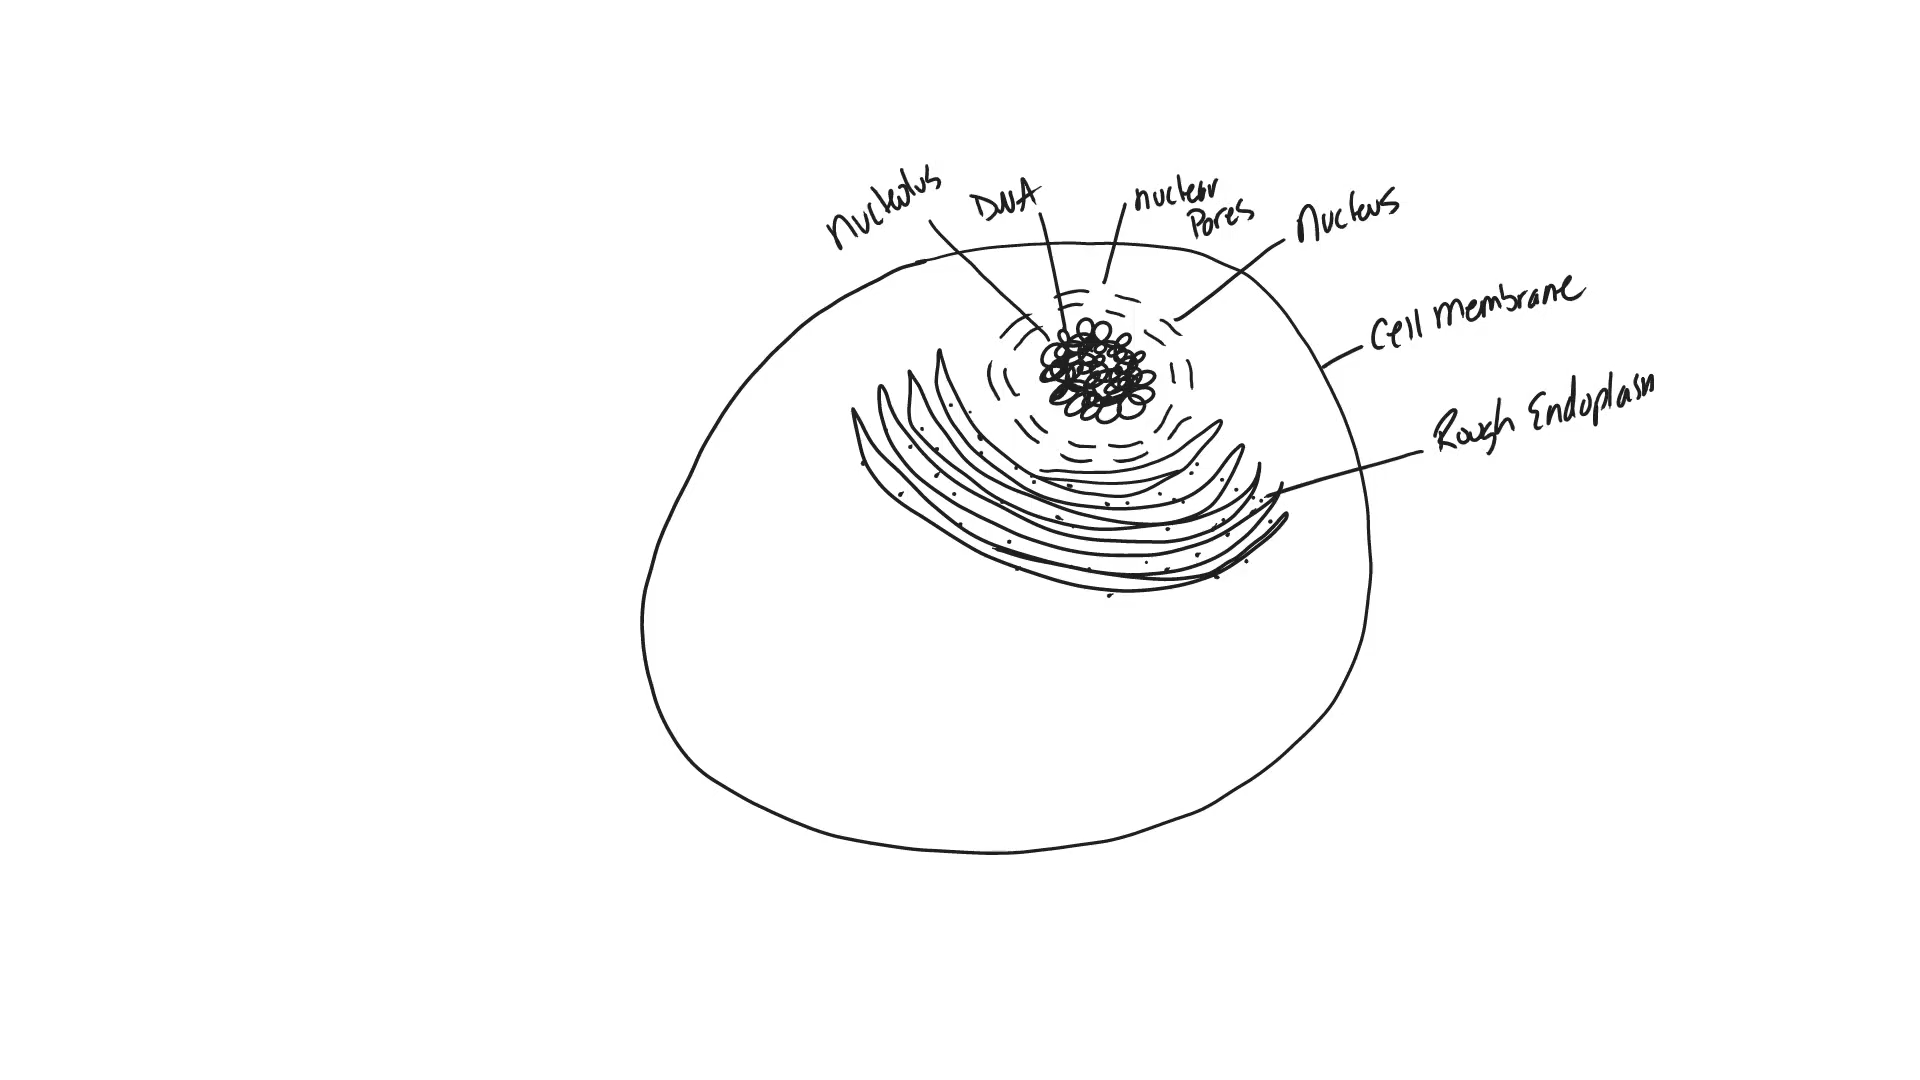 Nucleolus
DNA
nuclear
Pores
Nucleus
Cell membrane
Rough Endoplasm